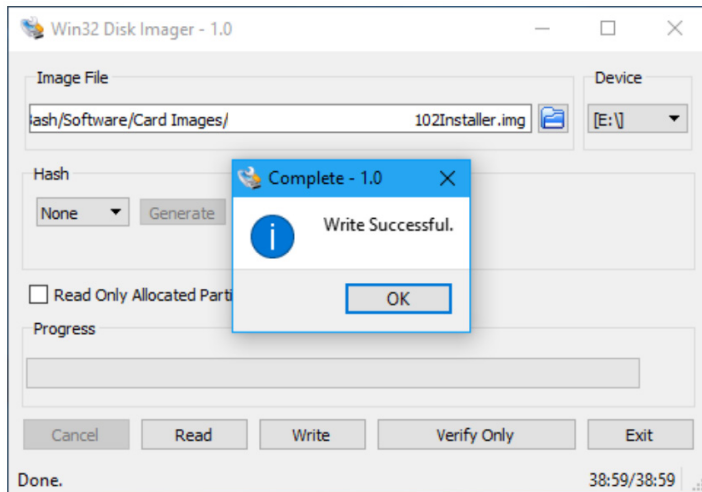 Win32 Disk Imager - 1.0
Image File
Device
/Software/Card Images/ 102Installer.img
[E:\]
Hash
None
Generate
Complete - 1.0
Write Successful.
OK
Read Only Allocated Parti
Progress
Cancel
Read
Write
Verify Only
Exit
Done.
38:59/38:59